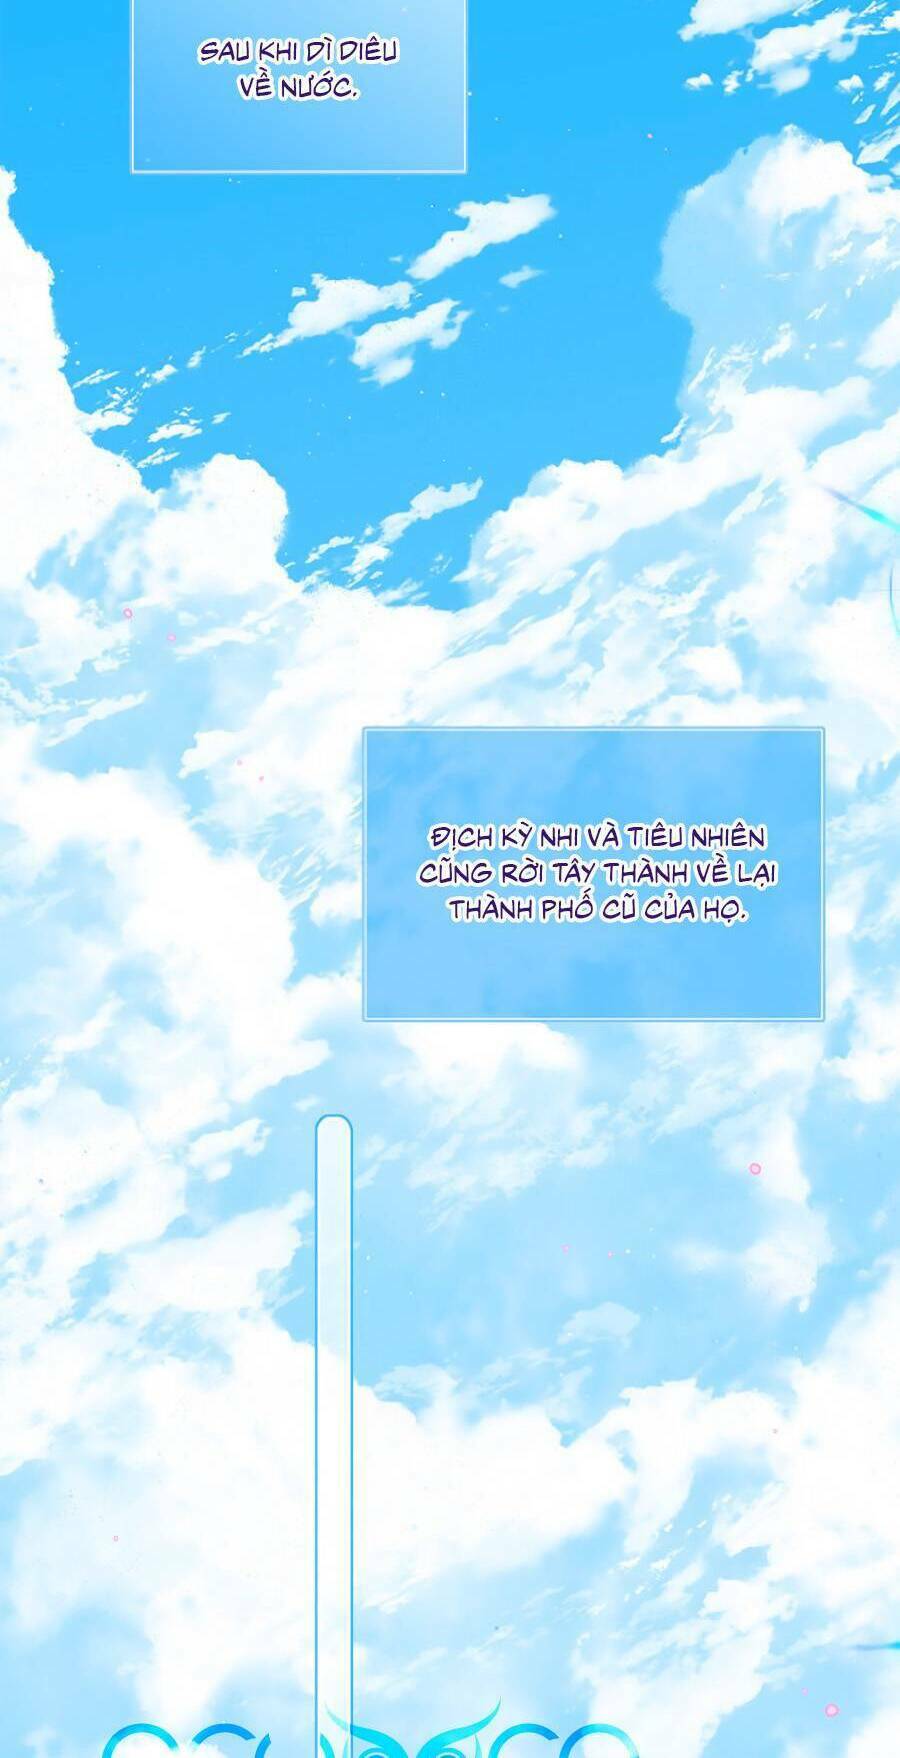 SAU KHI DÌ DIÊU
VỀ NƯỚC.
ĐỊCH KỲ NHI VÀ TIÊU NHIÊN
CŨNG RỜI TÂY THÀNH VỀ LẠI
THÀNH PHỐ CŨ CỦA HỌ.